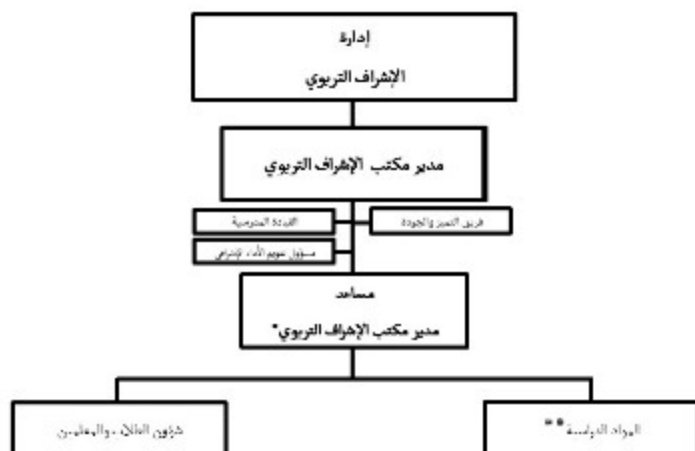 إدارة
الإشراف التربوي
مدير مكتب الإشراف التربوي
فريق التميز والجودة
القيادة المدرسية
مسؤول تقويم الأداء الإشرافي
مساعد
مدير مكتب الإشراف التربوي*
المواد الدراسية **
شؤون الطلاب والمعلمين